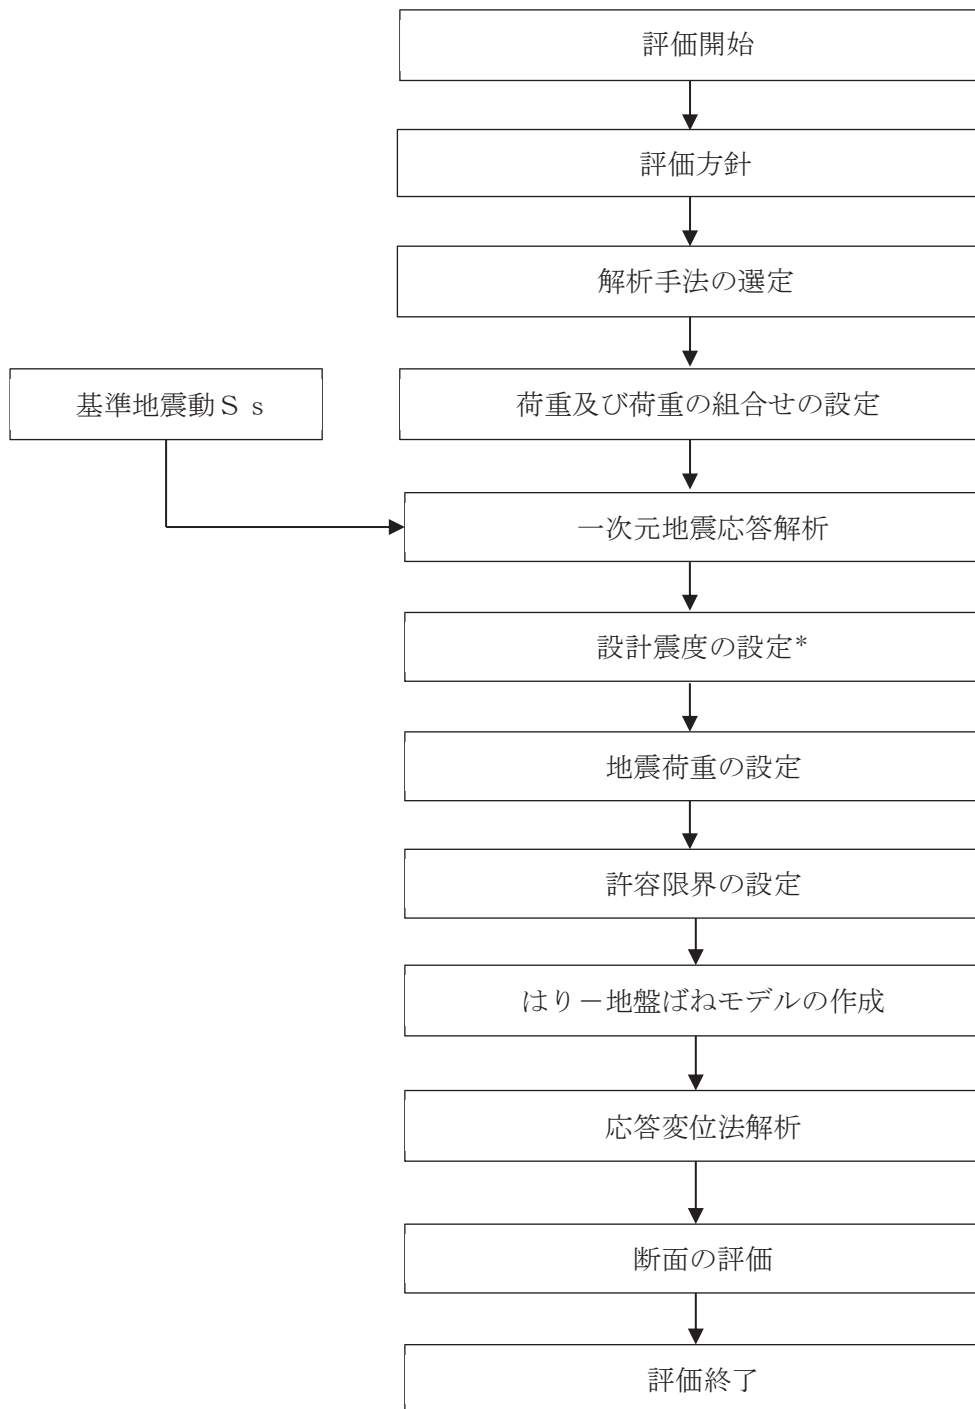 評価開始
評価方針
解析手法の選定
荷重及び荷重の組合せの設定
基準地震動Ｓｓ
一次元地震応答解析
設計震度の設定*
地震荷重の設定
許容限界の設定
はり－地盤ばねモデルの作成
応答変位法解析
断面の評価
評価終了